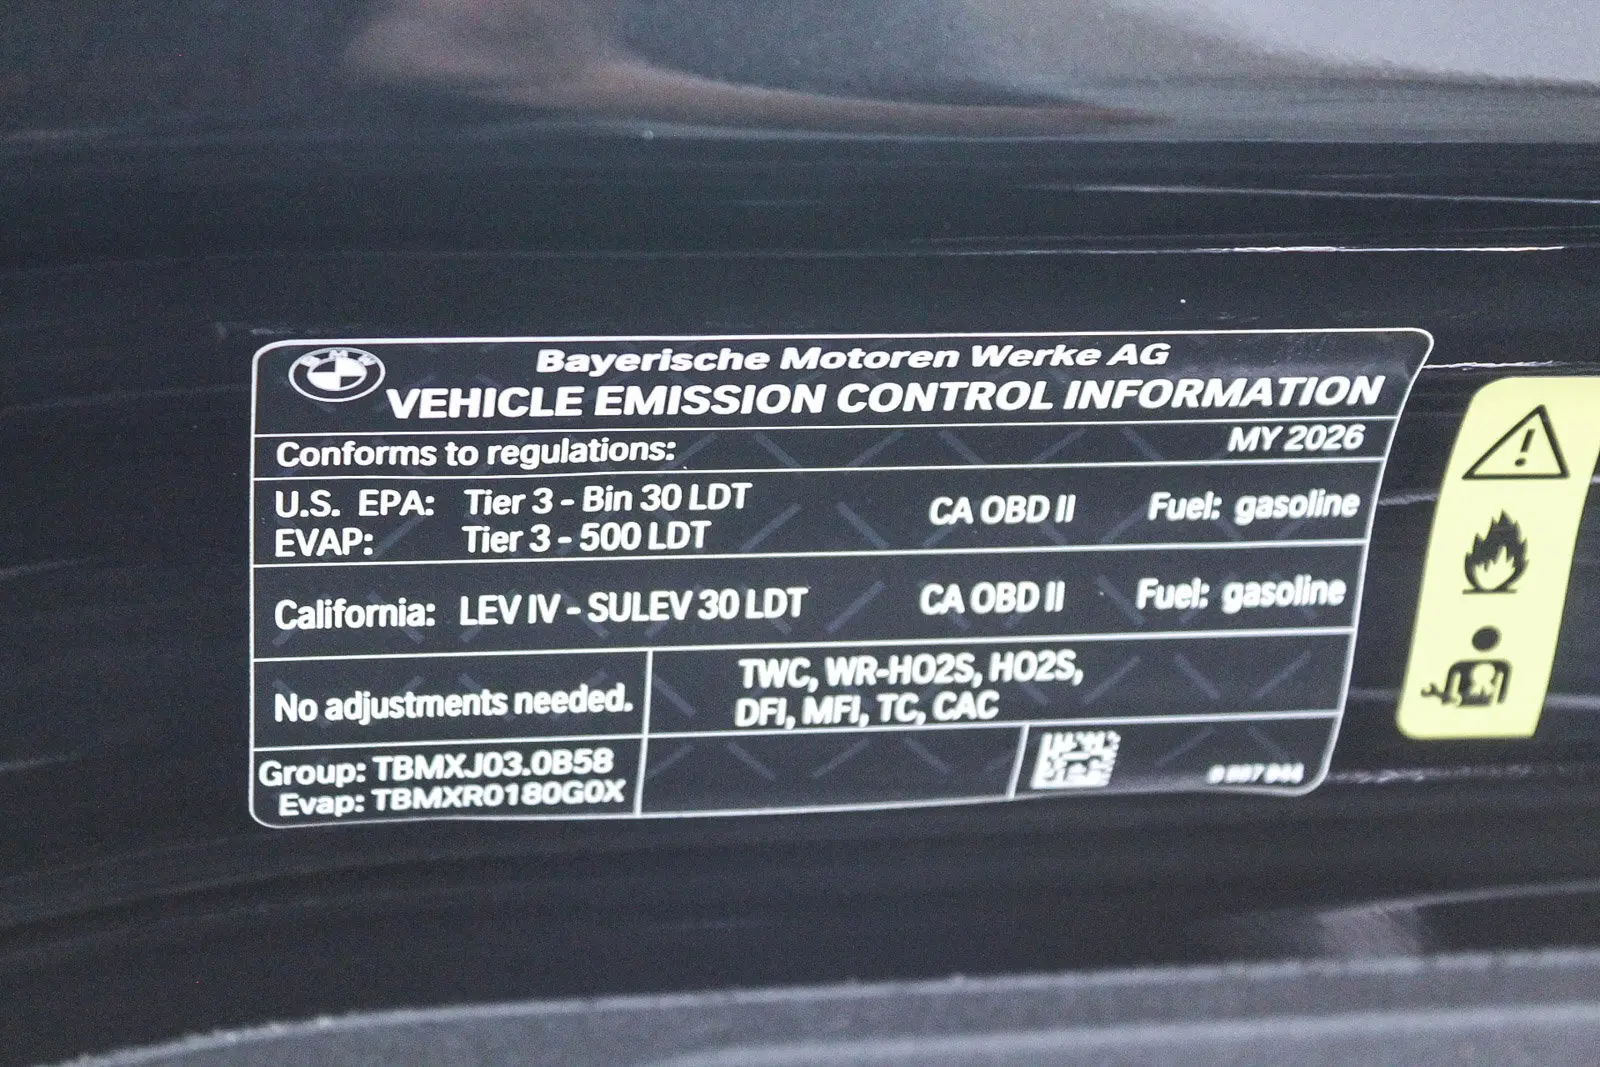 BMW
Bayerische Motoren Werke AG
VEHICLE EMISSION CONTROL INFORMATION
Conforms to regulations: MY 2026
U.S. EPA: Tier 3 - Bin 30 LDT CA OBD II Fuel: gasoline
EVAP: Tier 3 - 500 LDT
California: LEV IV - SULEV 30 LDT CA OBD II Fuel: gasoline
No adjustments needed.
TWC, WR-HO2S, HO2S,
DFI, MFI, TC, CAC
Group: TBMXJ03.0B58
Evap: TBMXR0180G0X